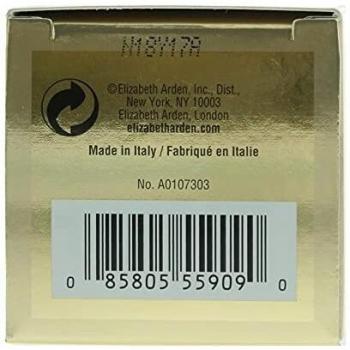 N18Y17A
©Elizabeth Arden, Inc., Dist.,
New York, NY 10003
Elizabeth Arden, London
elizabetharden.com
Made in Italy / Fabriqué en Italie
No. A0107303
0 85805 55909 0